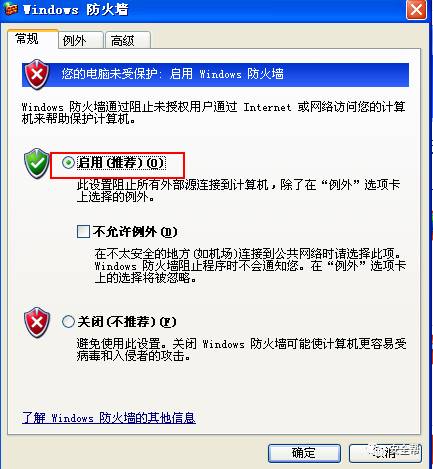 Windows 防火墙
常规 例外 高级
您的电脑未受保护: 启用 Windows 防火墙
Windows 防火墙通过阻止未授权用户通过 Internet 或网络访问您的计算
机来帮助保护计算机。
启用(推荐)(O)
此设置阻止所有外部源连接到计算机，除了在“例外”选项卡
上选择的例外。
不允许例外(D)
在不太安全的地方(如机场)连接到公共网络时请选择此项。
Windows 防火墙阻止程序时不会通知您。在“例外”选项卡
上的选择将被忽略。
关闭(不推荐)(F)
避免使用此设置。关闭 Windows 防火墙可能使计算机更容易受
病毒和入侵者的攻击。
了解 Windows 防火墙的其他信息
确定 取消
安全帮